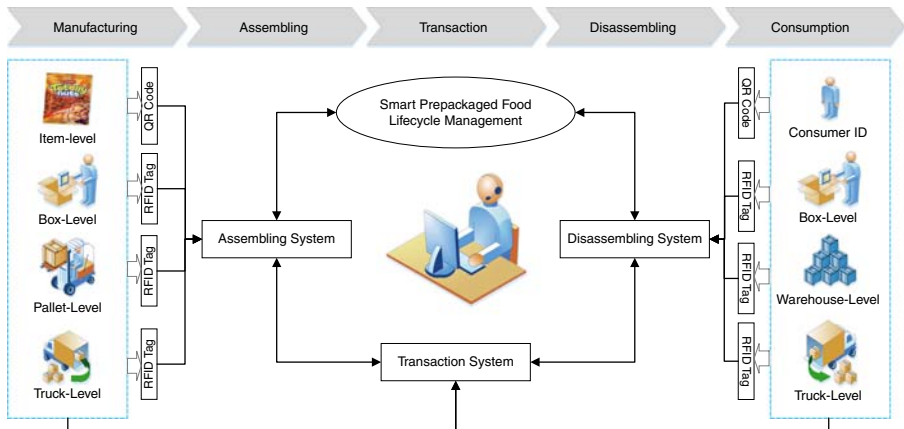 Manufacturing
Assembling
Transaction
Disassembling
Consumption
Item-level
Box-Level
Pallet-Level
Truck-Level
QR Code
RFID Tag
RFID Tag
RFID Tag
Assembling System
Smart Prepackaged Food
Lifecycle Management
Transaction System
Disassembling System
QR Code
RFID Tag
RFID Tag
RFID Tag
Consumer ID
Box-Level
Warehouse-Level
Truck-Level